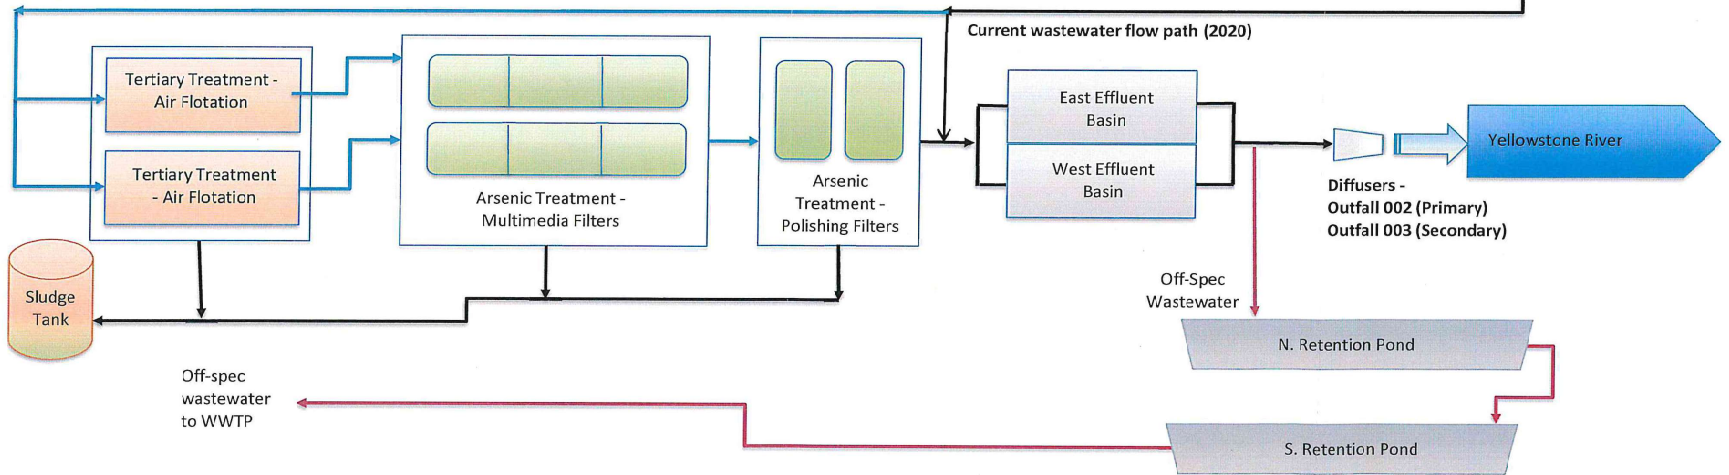 Current wastewater flow path (2020)
Tertiary Treatment -
Air Flotation
Tertiary Treatment
- Air Flotation
Arsenic Treatment -
Multimedia Filters
Arsenic
Treatment -
Polishing Filters
East Effluent
Basin
West Effluent
Basin
Diffusers -
Outfall 002 (Primary)
Outfall 003 (Secondary)
Yellowstone River
Sludge
Tank
Off-Spec
Wastewater
N. Retention Pond
Off-spec
wastewater
to WWTP
S. Retention Pond